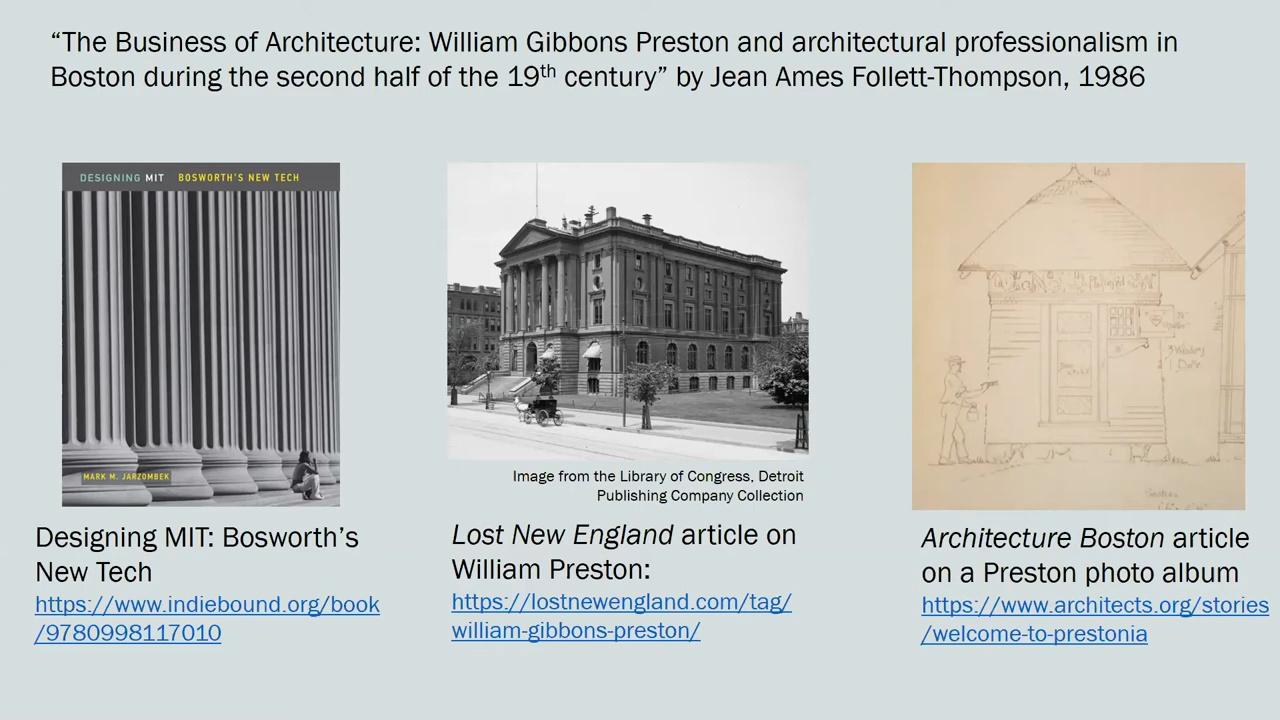 “The Business of Architecture: William Gibbons Preston and architectural professionalism in
Boston during the second half of the 19th century” by Jean Ames Follett-Thompson, 1986
DESIGNING MIT BOSWORTH'S NEW TECH
MARK M. JARZOMBEK
Designing MIT: Bosworth’s
New Tech
https://www.indiebound.org/book
/9780998117010
Image from the Library of Congress, Detroit
Publishing Company Collection
Lost New England article on
William Preston:
https://lostnewengland.com/tag/
william-gibbons-preston/
Architecture Boston article
on a Preston photo album
https://www.architects.org/stories
/welcome-to-prestonia